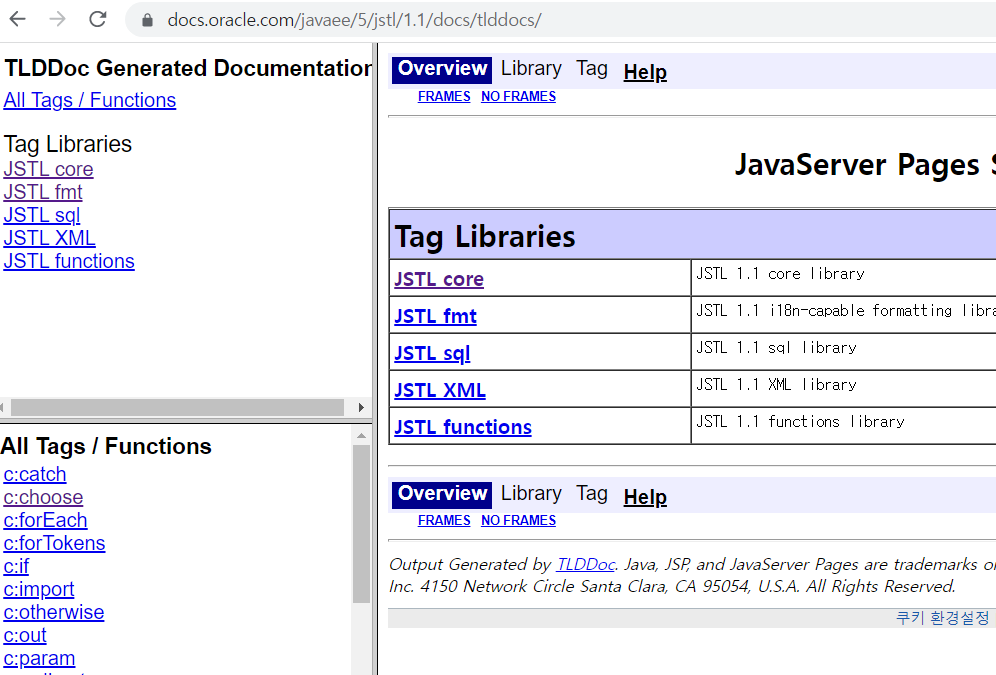 docs.oracle.com/javaee/5/jstl/1.1/docs/tlddocs/
TLDDoc Generated Documentation
All Tags / Functions
Tag Libraries
JSTL core
JSTL fmt
JSTL sql
JSTL XML
JSTL functions
All Tags / Functions
c:catch
c:choose
c:forEach
c:forTokens
c:if
c:import
c:otherwise
c:out
c:param
Overview Library Tag Help
FRAMES NO FRAMES
JavaServer Pages S
Tag Libraries
JSTL core JSTL 1.1 core library
JSTL fmt JSTL 1.1 i18n-capable formatting libra
JSTL sql JSTL 1.1 sql library
JSTL XML JSTL 1.1 XML library
JSTL functions JSTL 1.1 functions library
Overview Library Tag Help
FRAMES NO FRAMES
Output Generated by TLDDoc. Java, JSP, and JavaServer Pages are trademarks o
Inc. 4150 Network Circle Santa Clara, CA 95054, U.S.A. All Rights Reserved.
쿠키 환경설정